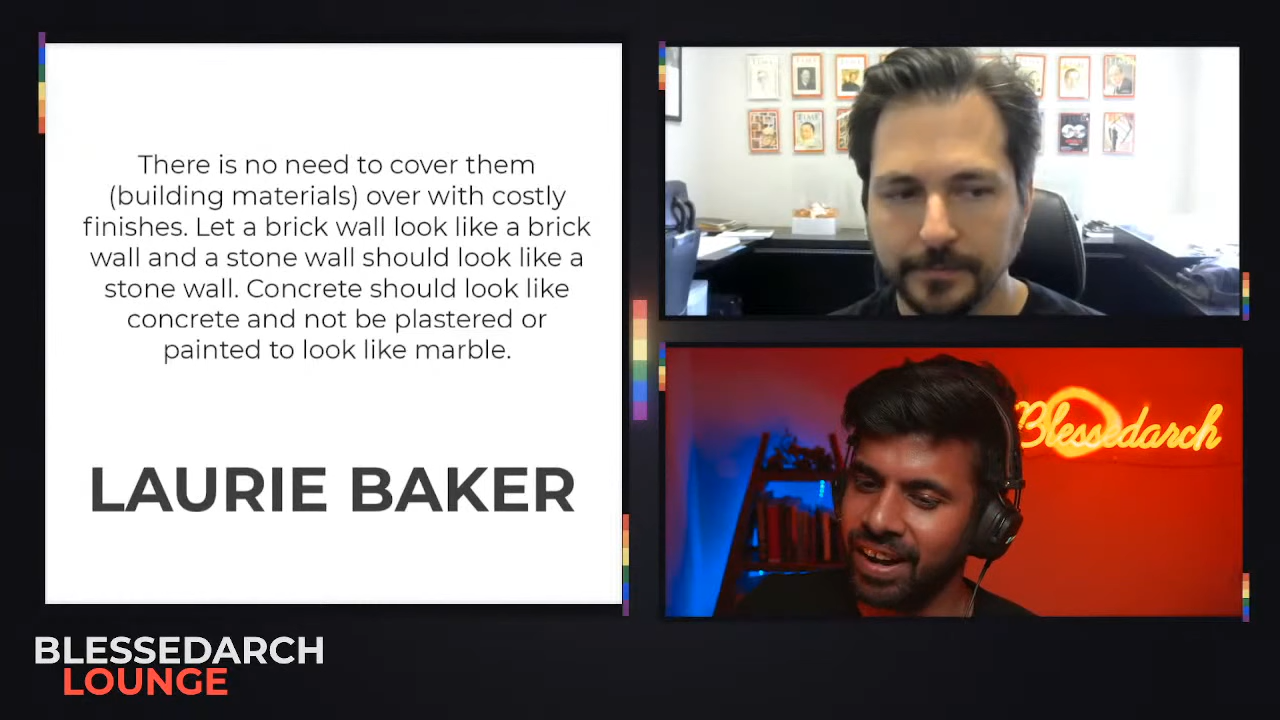 There is no need to cover them
(building materials) over with costly
finishes. Let a brick wall look like a brick
wall and a stone wall should look like a
stone wall. Concrete should look like
concrete and not be plastered or
painted to look like marble.
LAURIE BAKER
BLESSEDARCH
LOUNGE
Blessedarch